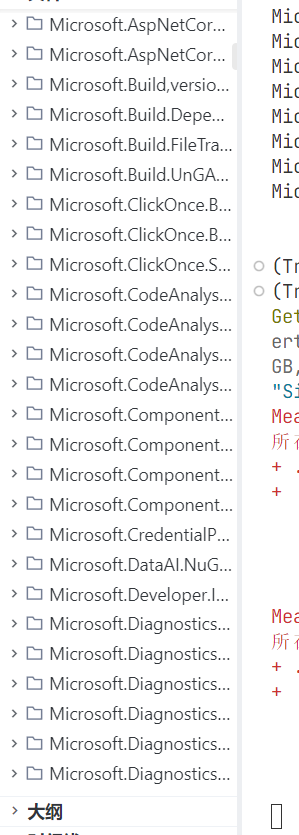 Microsoft.AspNetCor...
Microsoft.AspNetCor...
Microsoft.Build,versio...
Microsoft.Build.Depe...
Microsoft.Build.FileTra...
Microsoft.Build.UnGA...
Microsoft.ClickOnce.B...
Microsoft.ClickOnce.B...
Microsoft.ClickOnce.S...
Microsoft.CodeAnalys...
Microsoft.CodeAnalys...
Microsoft.CodeAnalys...
Microsoft.CodeAnalys...
Microsoft.Component...
Microsoft.Component...
Microsoft.Component...
Microsoft.Component...
Microsoft.CredentialP...
Microsoft.DataAI.NuG...
Microsoft.Developer.I...
Microsoft.Diagnostics...
Microsoft.Diagnostics...
Microsoft.Diagnostics...
Microsoft.Diagnostics...
Microsoft.Diagnostics...
Microsoft.Diagnostics...
大纲
Mic
Mic
Mic
Mic
Mic
Mic
Mic
Mic
(Tr
(Tr
Get
ert
GB,
"Si
Mea
所在
+ .
+
Mea
所在
+ .
+